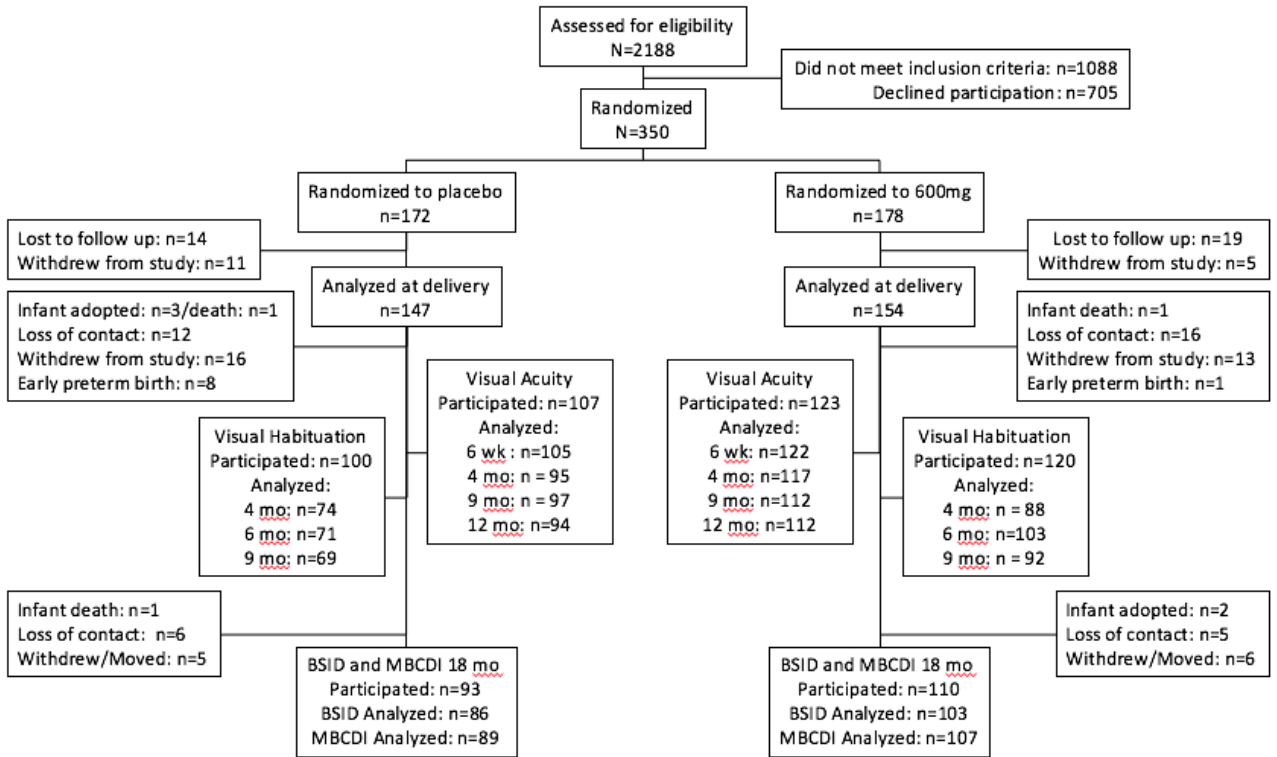 Assessed for eligibility
N=2188
Did not meet inclusion criteria: n=1088
Declined participation: n=705
Randomized
N=350
Randomized to placebo
n=172
Randomized to 600mg
n=178
Lost to follow up: n=14
Withdrew from study: n=11
Lost to follow up: n=19
Withdrew from study: n=5
Analyzed at delivery
n=147
Analyzed at delivery
n=154
Infant adopted: n=3/death: n=1
Loss of contact: n=12
Withdrew from study: n=16
Early preterm birth: n=8
Infant death: n=1
Loss of contact: n=16
Withdrew from study: n=13
Early preterm birth: n=1
Visual Acuity
Participated: n=107
Analyzed:
6 wk : n=105
4 mo: n = 95
9 mo: n = 97
12 mo: n=94
Visual Acuity
Participated: n=123
Analyzed:
6 wk: n=122
4 mo: n=117
9 mo: n=112
12 mo: n=112
Visual Habituation
Participated: n=100
Analyzed:
4 mo: n=74
6 mo: n=71
9 mo: n=69
Visual Habituation
Participated: n=120
Analyzed:
4 mo: n = 88
6 mo: n=103
9 mo: n = 92
Infant death: n=1
Loss of contact: n=6
Withdrew/Moved: n=5
Infant adopted: n=2
Loss of contact: n=5
Withdrew/Moved: n=6
BSID and MBCDI 18 mo
Participated: n=93
BSID Analyzed: n=86
MBCDI Analyzed: n=89
BSID and MBCDI 18 mo
Participated: n=110
BSID Analyzed: n=103
MBCDI Analyzed: n=107